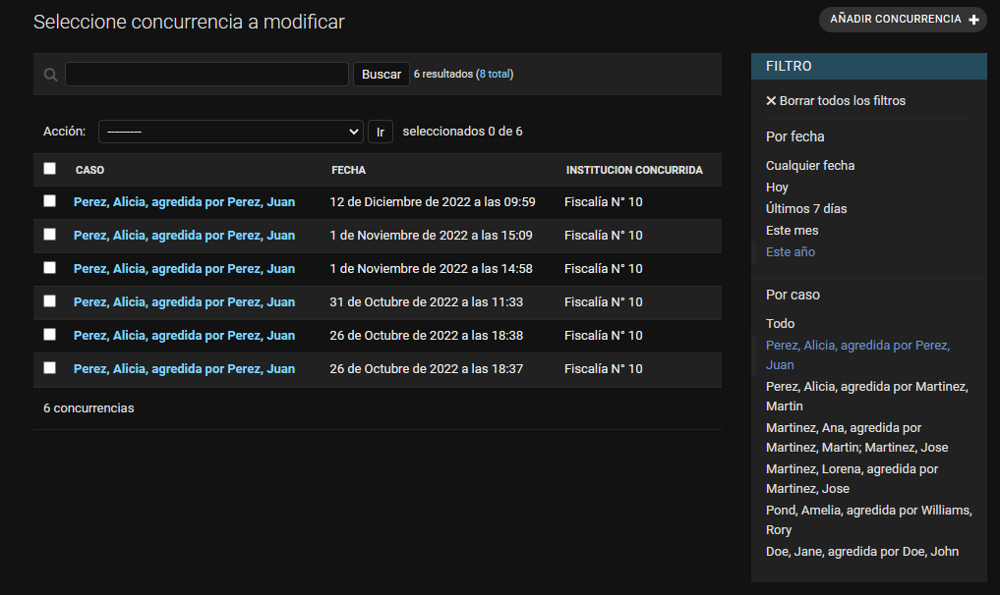 Seleccione concurrencia a modificar
AÑADIR CONCURRENCIA
Buscar 6 resultados (8 total)
Acción: --------- Ir seleccionados 0 de 6
CASO FECHA INSTITUCION CONCURRIDA
Perez, Alicia, agredida por Perez, Juan 12 de Diciembre de 2022 a las 09:59 Fiscalía N° 10
Perez, Alicia, agredida por Perez, Juan 1 de Noviembre de 2022 a las 15:09 Fiscalía N° 10
Perez, Alicia, agredida por Perez, Juan 1 de Noviembre de 2022 a las 14:58 Fiscalía N° 10
Perez, Alicia, agredida por Perez, Juan 31 de Octubre de 2022 a las 11:33 Fiscalía N° 10
Perez, Alicia, agredida por Perez, Juan 26 de Octubre de 2022 a las 18:38 Fiscalía N° 10
Perez, Alicia, agredida por Perez, Juan 26 de Octubre de 2022 a las 18:37 Fiscalía N° 10
6 concurrencias
FILTRO
Borrar todos los filtros
Por fecha
Cualquier fecha
Hoy
Últimos 7 días
Este mes
Este año
Por caso
Todo
Perez, Alicia, agredida por Perez,
Juan
Perez, Alicia, agredida por Martinez,
Martin
Martinez, Ana, agredida por
Martinez, Martin; Martinez, Jose
Martinez, Lorena, agredida por
Martinez, Jose
Pond, Amelia, agredida por Williams,
Rory
Doe, Jane, agredida por Doe, John